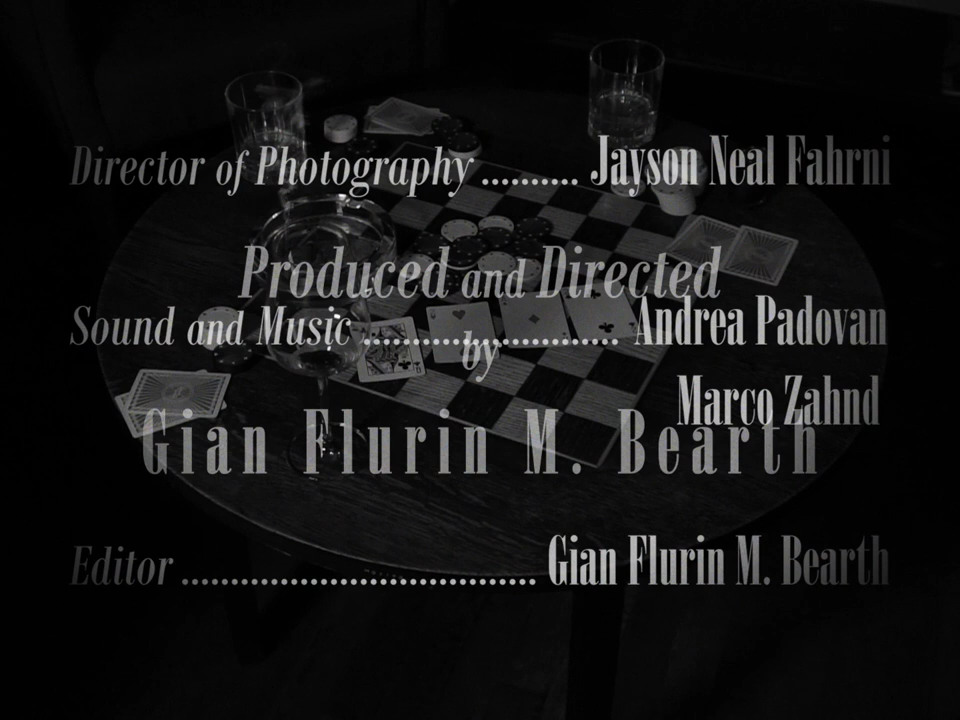 Director of Photography .......... Jayson Neal Fahrni
Produced and Directed
Sound and Music .......................... Andrea Padovan
by
Marco Zahnd
Gian Flurin M. Bearth
Editor .................................... Gian Flurin M. Bearth